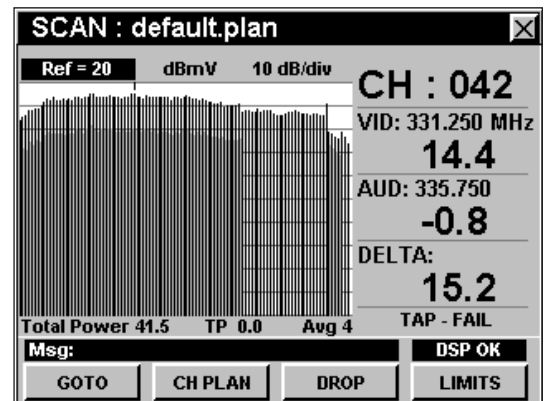 SCAN : default.plan
Ref = 20 dBmV 10 dB/div
CH : 042
VID: 331.250 MHz
14.4
AUD: 335.750
-0.8
DELTA:
15.2
TAP - FAIL
Total Power 41.5 TP 0.0 Avg 4
Msg: DSP OK
GOTO CH PLAN DROP LIMITS